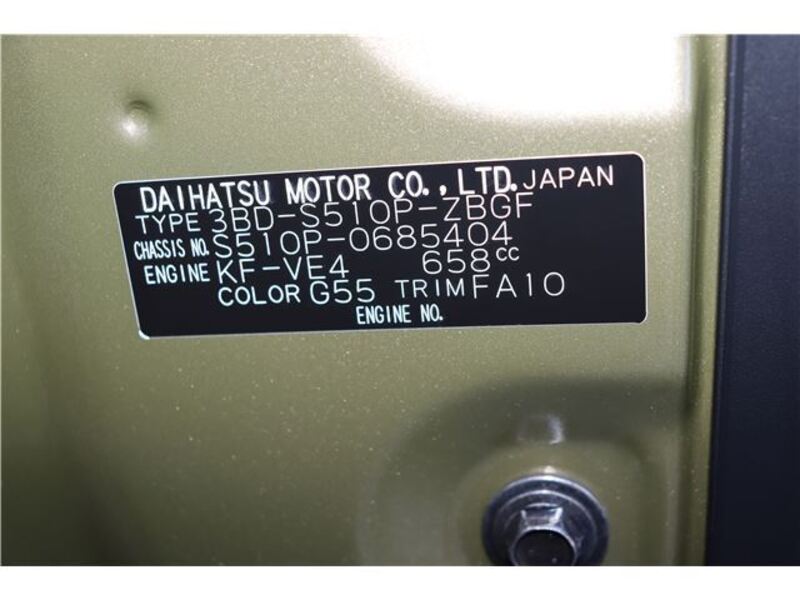 DAIHATSU MOTOR CO., LTD. JAPAN
TYPE 3BD-S510P-ZBGF
CHASSIS NO. S510P-0685404
ENGINE KF-VE4 658cc
COLOR G55 TRIM FA10
ENGINE NO.